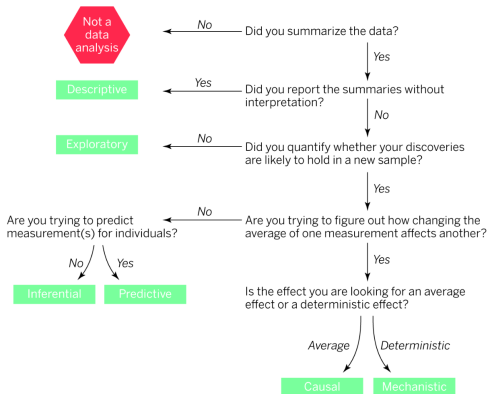 Not a
data
analysis
No
Did you summarize the data?
Yes
Descriptive
Yes
Did you report the summaries without
interpretation?
No
Exploratory
No
Did you quantify whether your discoveries
are likely to hold in a new sample?
Yes
Are you trying to predict
measurement(s) for individuals?
No
Are you trying to figure out how changing the
average of one measurement affects another?
No
Yes
Yes
Inferential
Predictive
Is the effect you are looking for an average
effect or a deterministic effect?
Average
Deterministic
Causal
Mechanistic